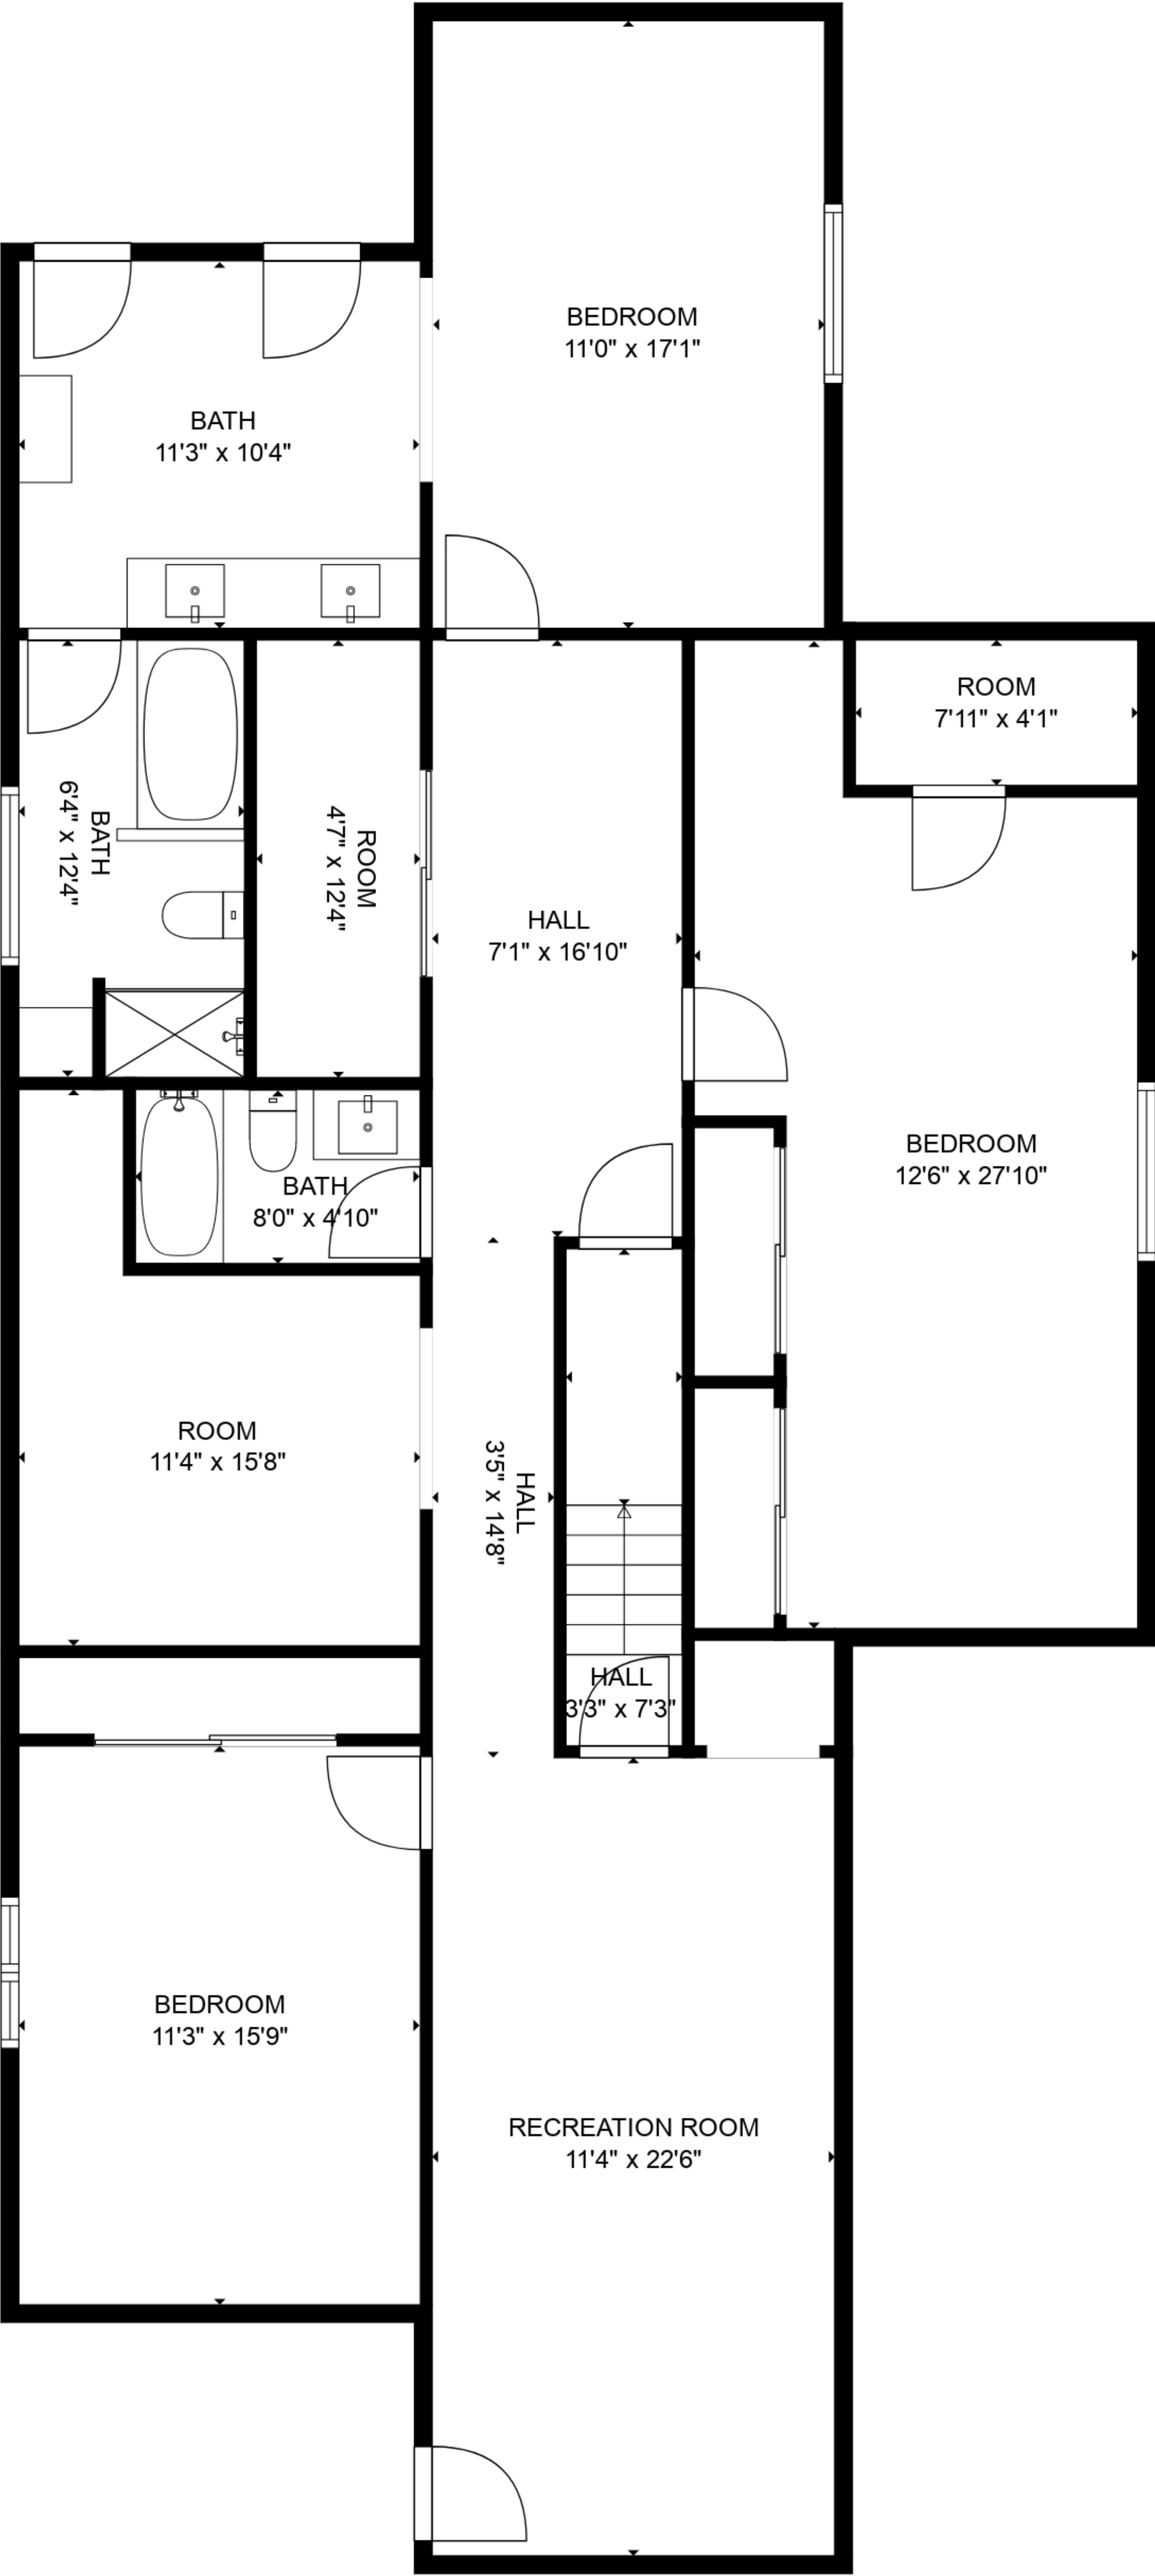 BEDROOM
11'0" x 17'1"
BATH
11'3" x 10'4"
ROOM
7'11" x 4'1"
BATH
6'4" x 12'4"
ROOM
4'7" x 12'4"
HALL
7'1" x 16'10"
BEDROOM
12'6" x 27'10"
BATH
8'0" x 4'10"
ROOM
11'4" x 15'8"
HALL
3'5" x 14'8"
HALL
3'3" x 7'3"
BEDROOM
11'3" x 15'9"
RECREATION ROOM
11'4" x 22'6"